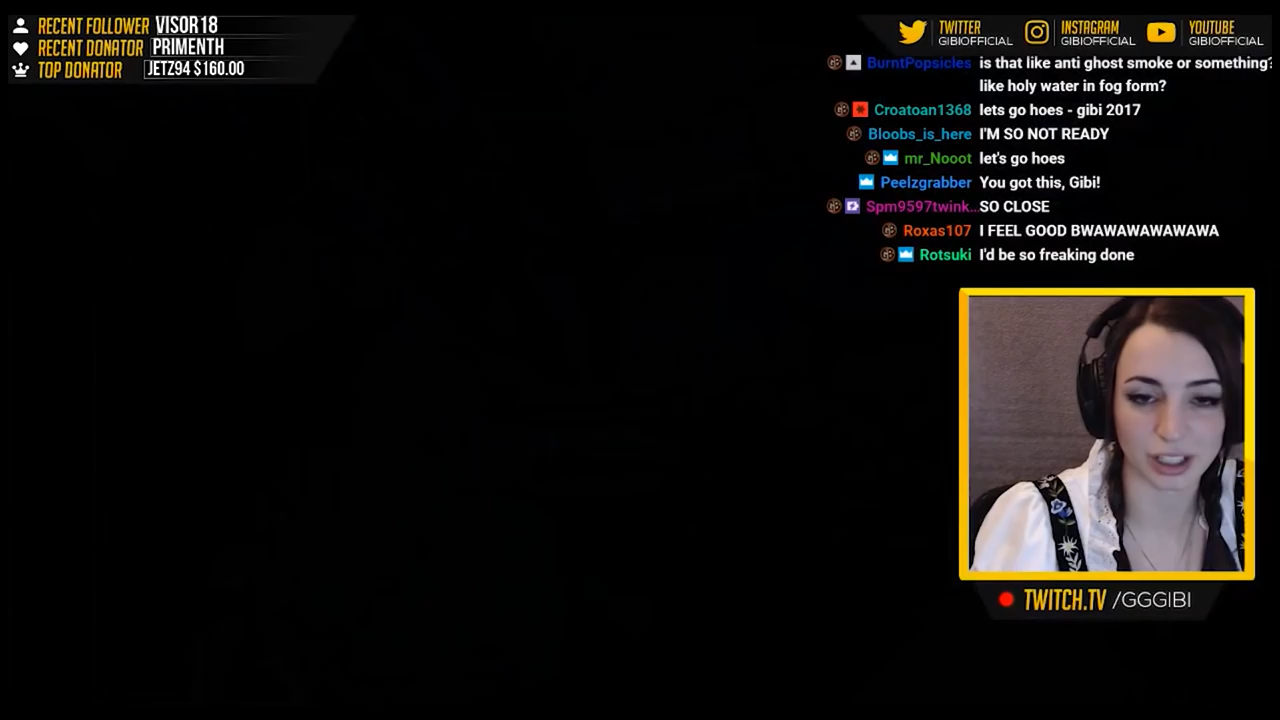 RECENT FOLLOWER VISOR18
RECENT DONATOR PRIMENTH
TOP DONATOR JETZ94 $160.00
TWITTER
GIBIOFFICIAL
INSTAGRAM
GIBIOFFICIAL
YOUTUBE
GIBIOFFICIAL
BurntPopsicles is that like anti ghost smoke or something?
like holy water in fog form?
Croatoan1368 lets go hoes - gibi 2017
Bloobs_is_here I'M SO NOT READY
mr_Nooot let's go hoes
Peelzgrabber You got this, Gibi!
Spm9597twink... SO CLOSE
Roxas107 I FEEL GOOD BWAWAWAWAWAWA
Rotsuki I'd be so freaking done
TWITCH.TV /GGGIBI